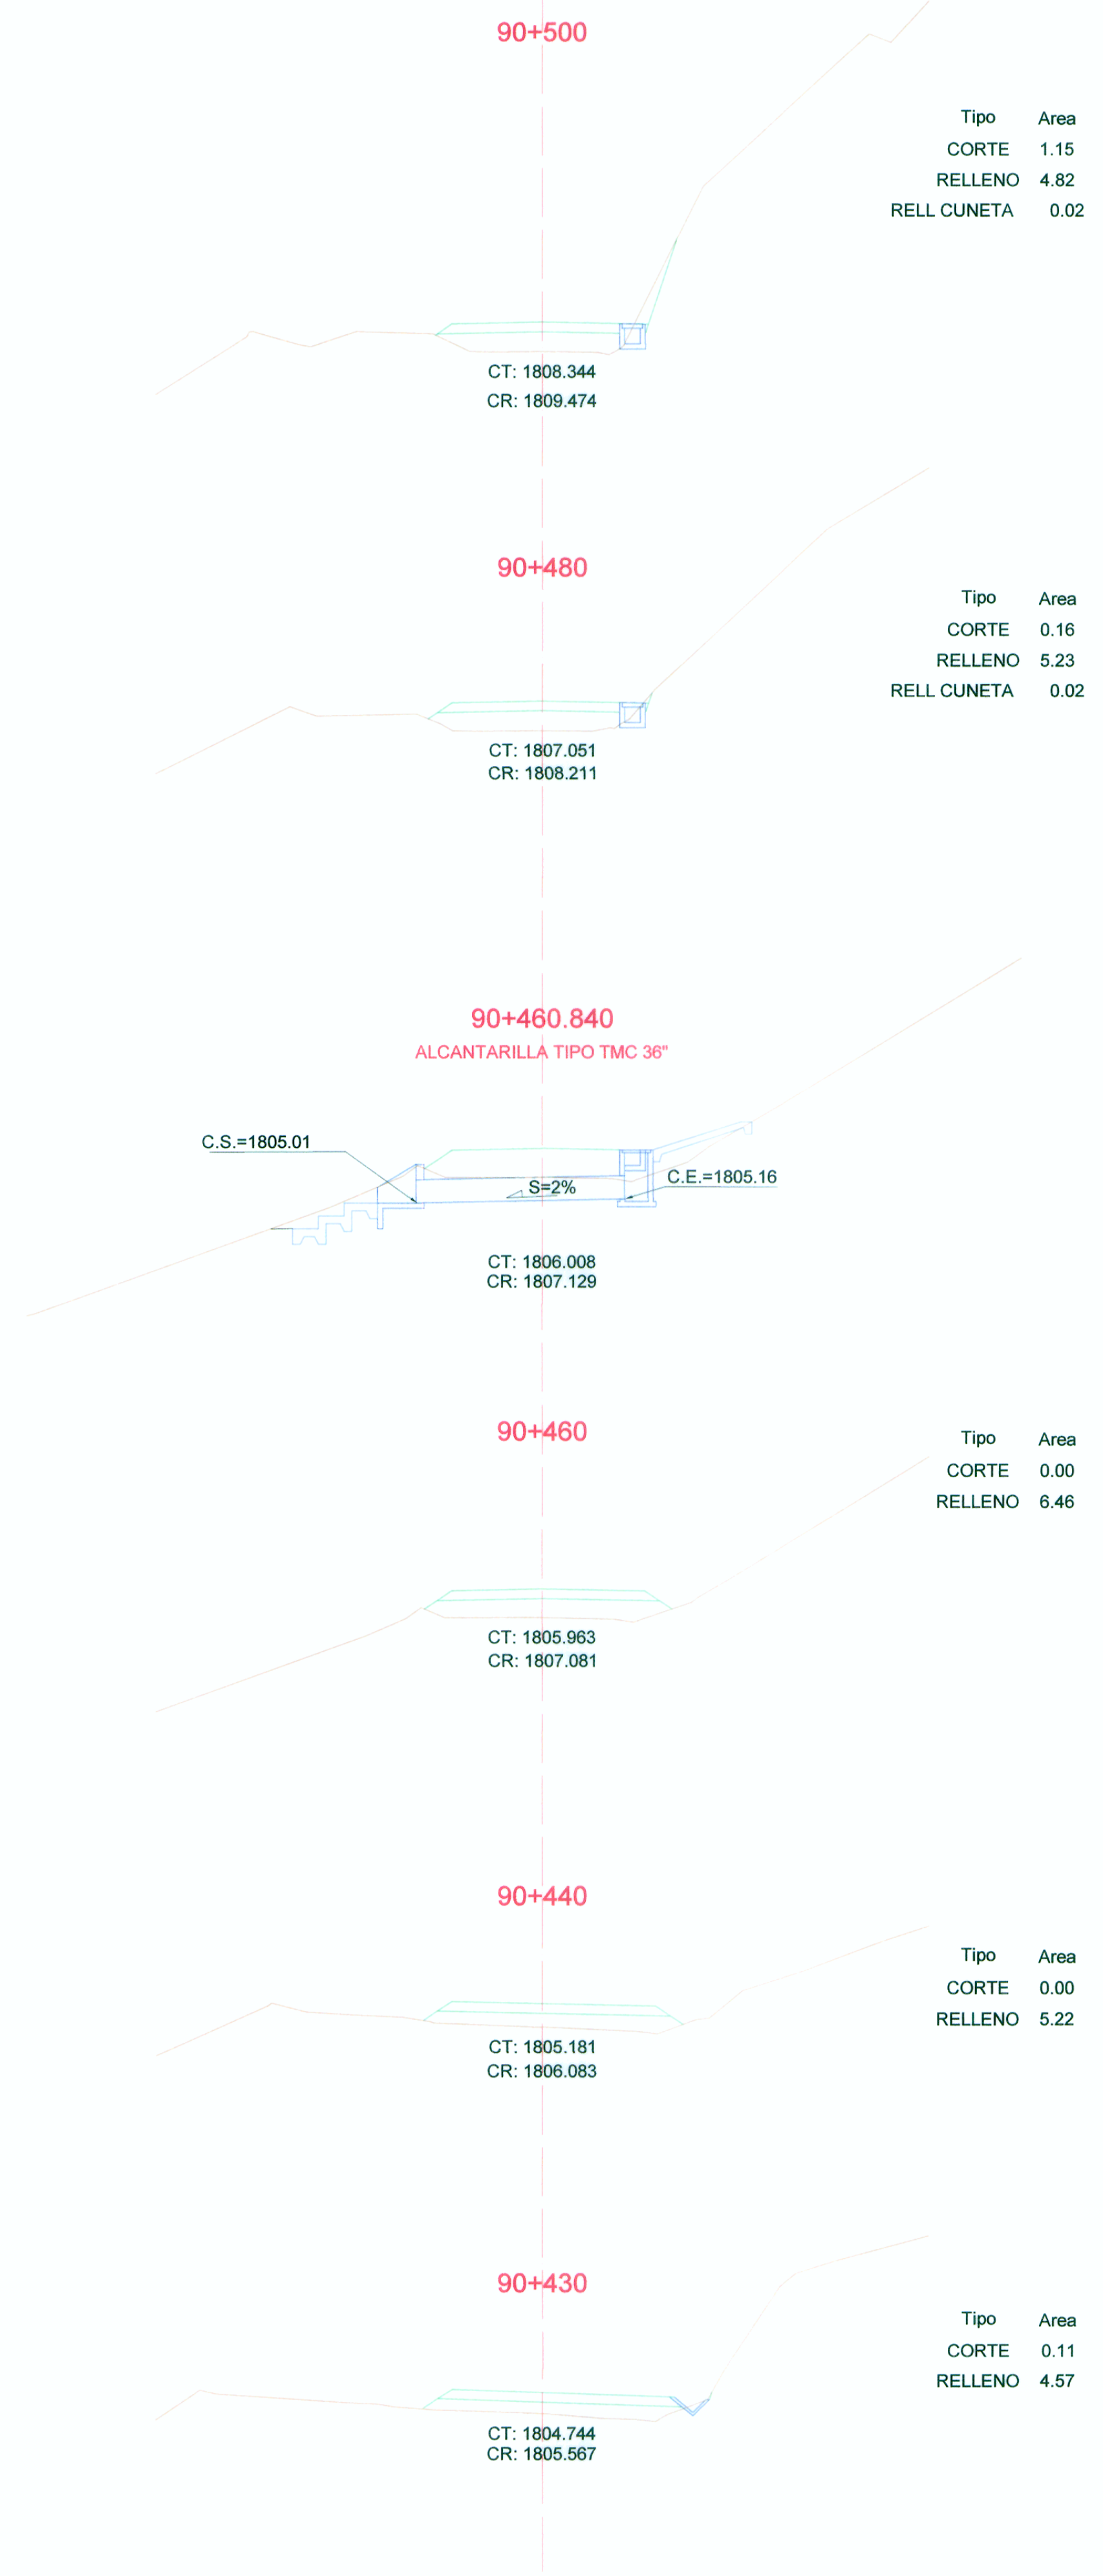 90+500
Tipo Area
CORTE 1.15
RELLENO 4.82
RELL CUNETA 0.02
CT: 1808.344
CR: 1809.474
90+480
Tipo Area
CORTE 0.16
RELLENO 5.23
RELL CUNETA 0.02
CT: 1807.051
CR: 1808.211
90+460.840
ALCANTARILLA TIPO TMC 36"
C.S.=1805.01
C.E.=1805.16
S=2%
CT: 1806.008
CR: 1807.129
90+460
Tipo Area
CORTE 0.00
RELLENO 6.46
CT: 1805.963
CR: 1807.081
90+440
Tipo Area
CORTE 0.00
RELLENO 5.22
CT: 1805.181
CR: 1806.083
90+430
Tipo Area
CORTE 0.11
RELLENO 4.57
CT: 1804.744
CR: 1805.567